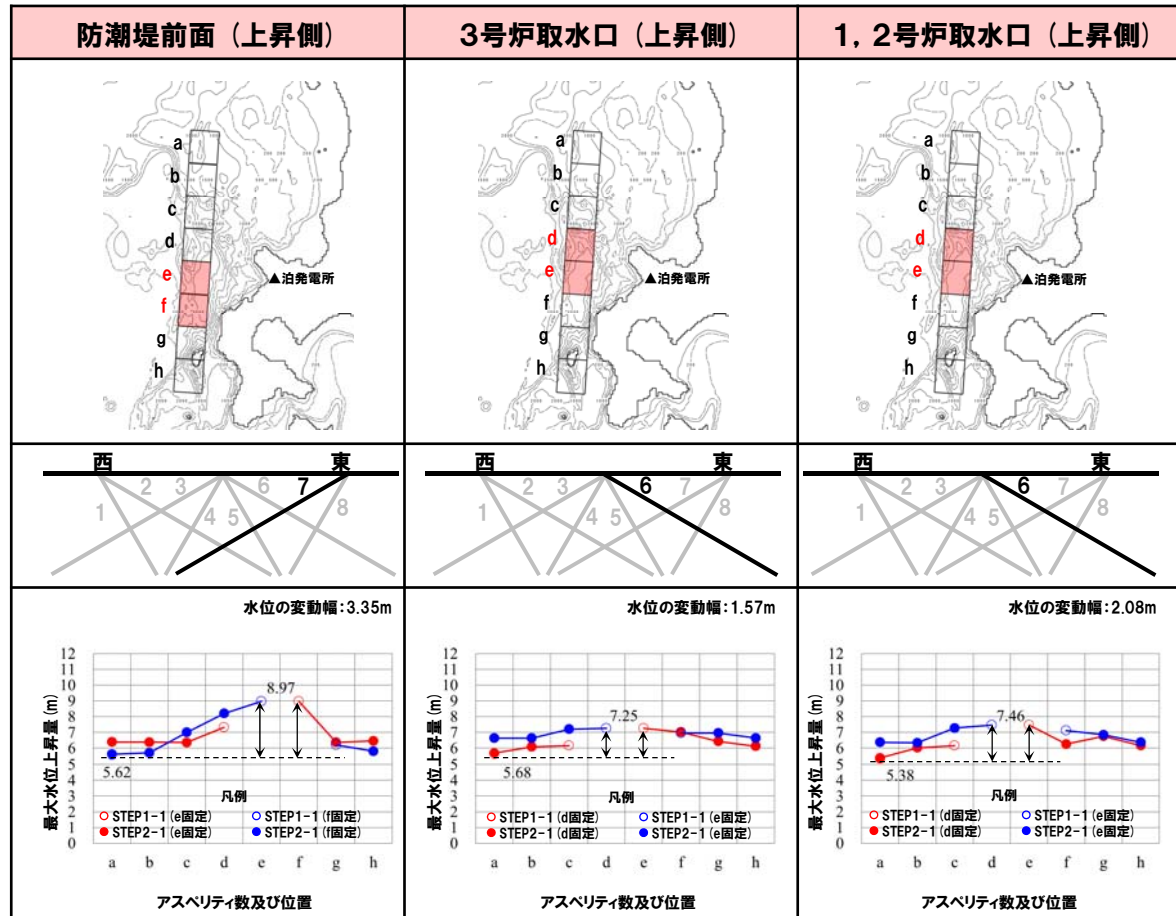 防潮堤前面（上昇側）
3号炉取水口（上昇側）
1，2号炉取水口（上昇側）
a
b
c
d
e
f
g
h
▲泊発電所
a
b
c
d
e
f
g
h
▲泊発電所
a
b
c
d
e
f
g
h
▲泊発電所
西 東
1 2 3 4 5 6 7 8
西 東
1 2 3 4 5 6 7 8
西 東
1 2 3 4 5 6 7 8
水位の変動幅：3.35m
最大水位上昇量（m）
12
11
10
9
8
7
6
5
4
3
2
1
0
8.97
5.62
凡例
STEP1-1（e固定） STEP1-1（f固定）
STEP2-1（e固定） STEP2-1（f固定）
a b c d e f g h
アスペリティ数及び位置
水位の変動幅：1.57m
最大水位上昇量（m）
12
11
10
9
8
7
6
5
4
3
2
1
0
7.25
5.68
凡例
STEP1-1（d固定） STEP1-1（e固定）
STEP2-1（d固定） STEP2-1（e固定）
a b c d e f g h
アスペリティ数及び位置
水位の変動幅：2.08m
最大水位上昇量（m）
12
11
10
9
8
7
6
5
4
3
2
1
0
7.46
5.38
凡例
STEP1-1（d固定） STEP1-1（e固定）
STEP2-1（d固定） STEP2-1（e固定）
a b c d e f g h
アスペリティ数及び位置